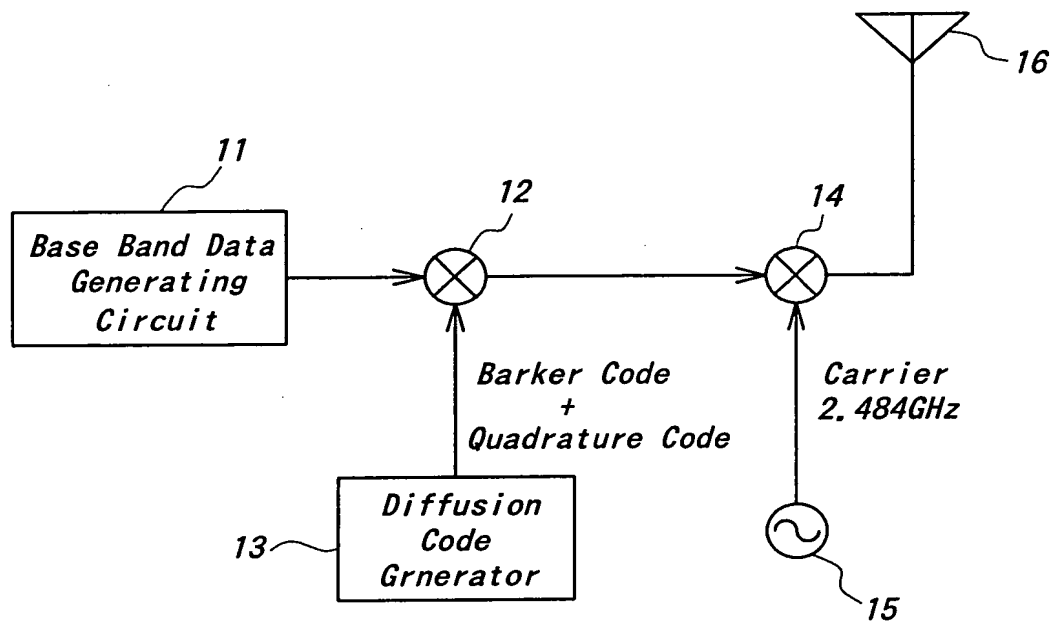 16
11
12
14
Base Band Data
Generating
Circuit
Barker Code
+
Quadrature Code
Carrier
2.484GHz
13
Diffusion
Code
Grnerator
15